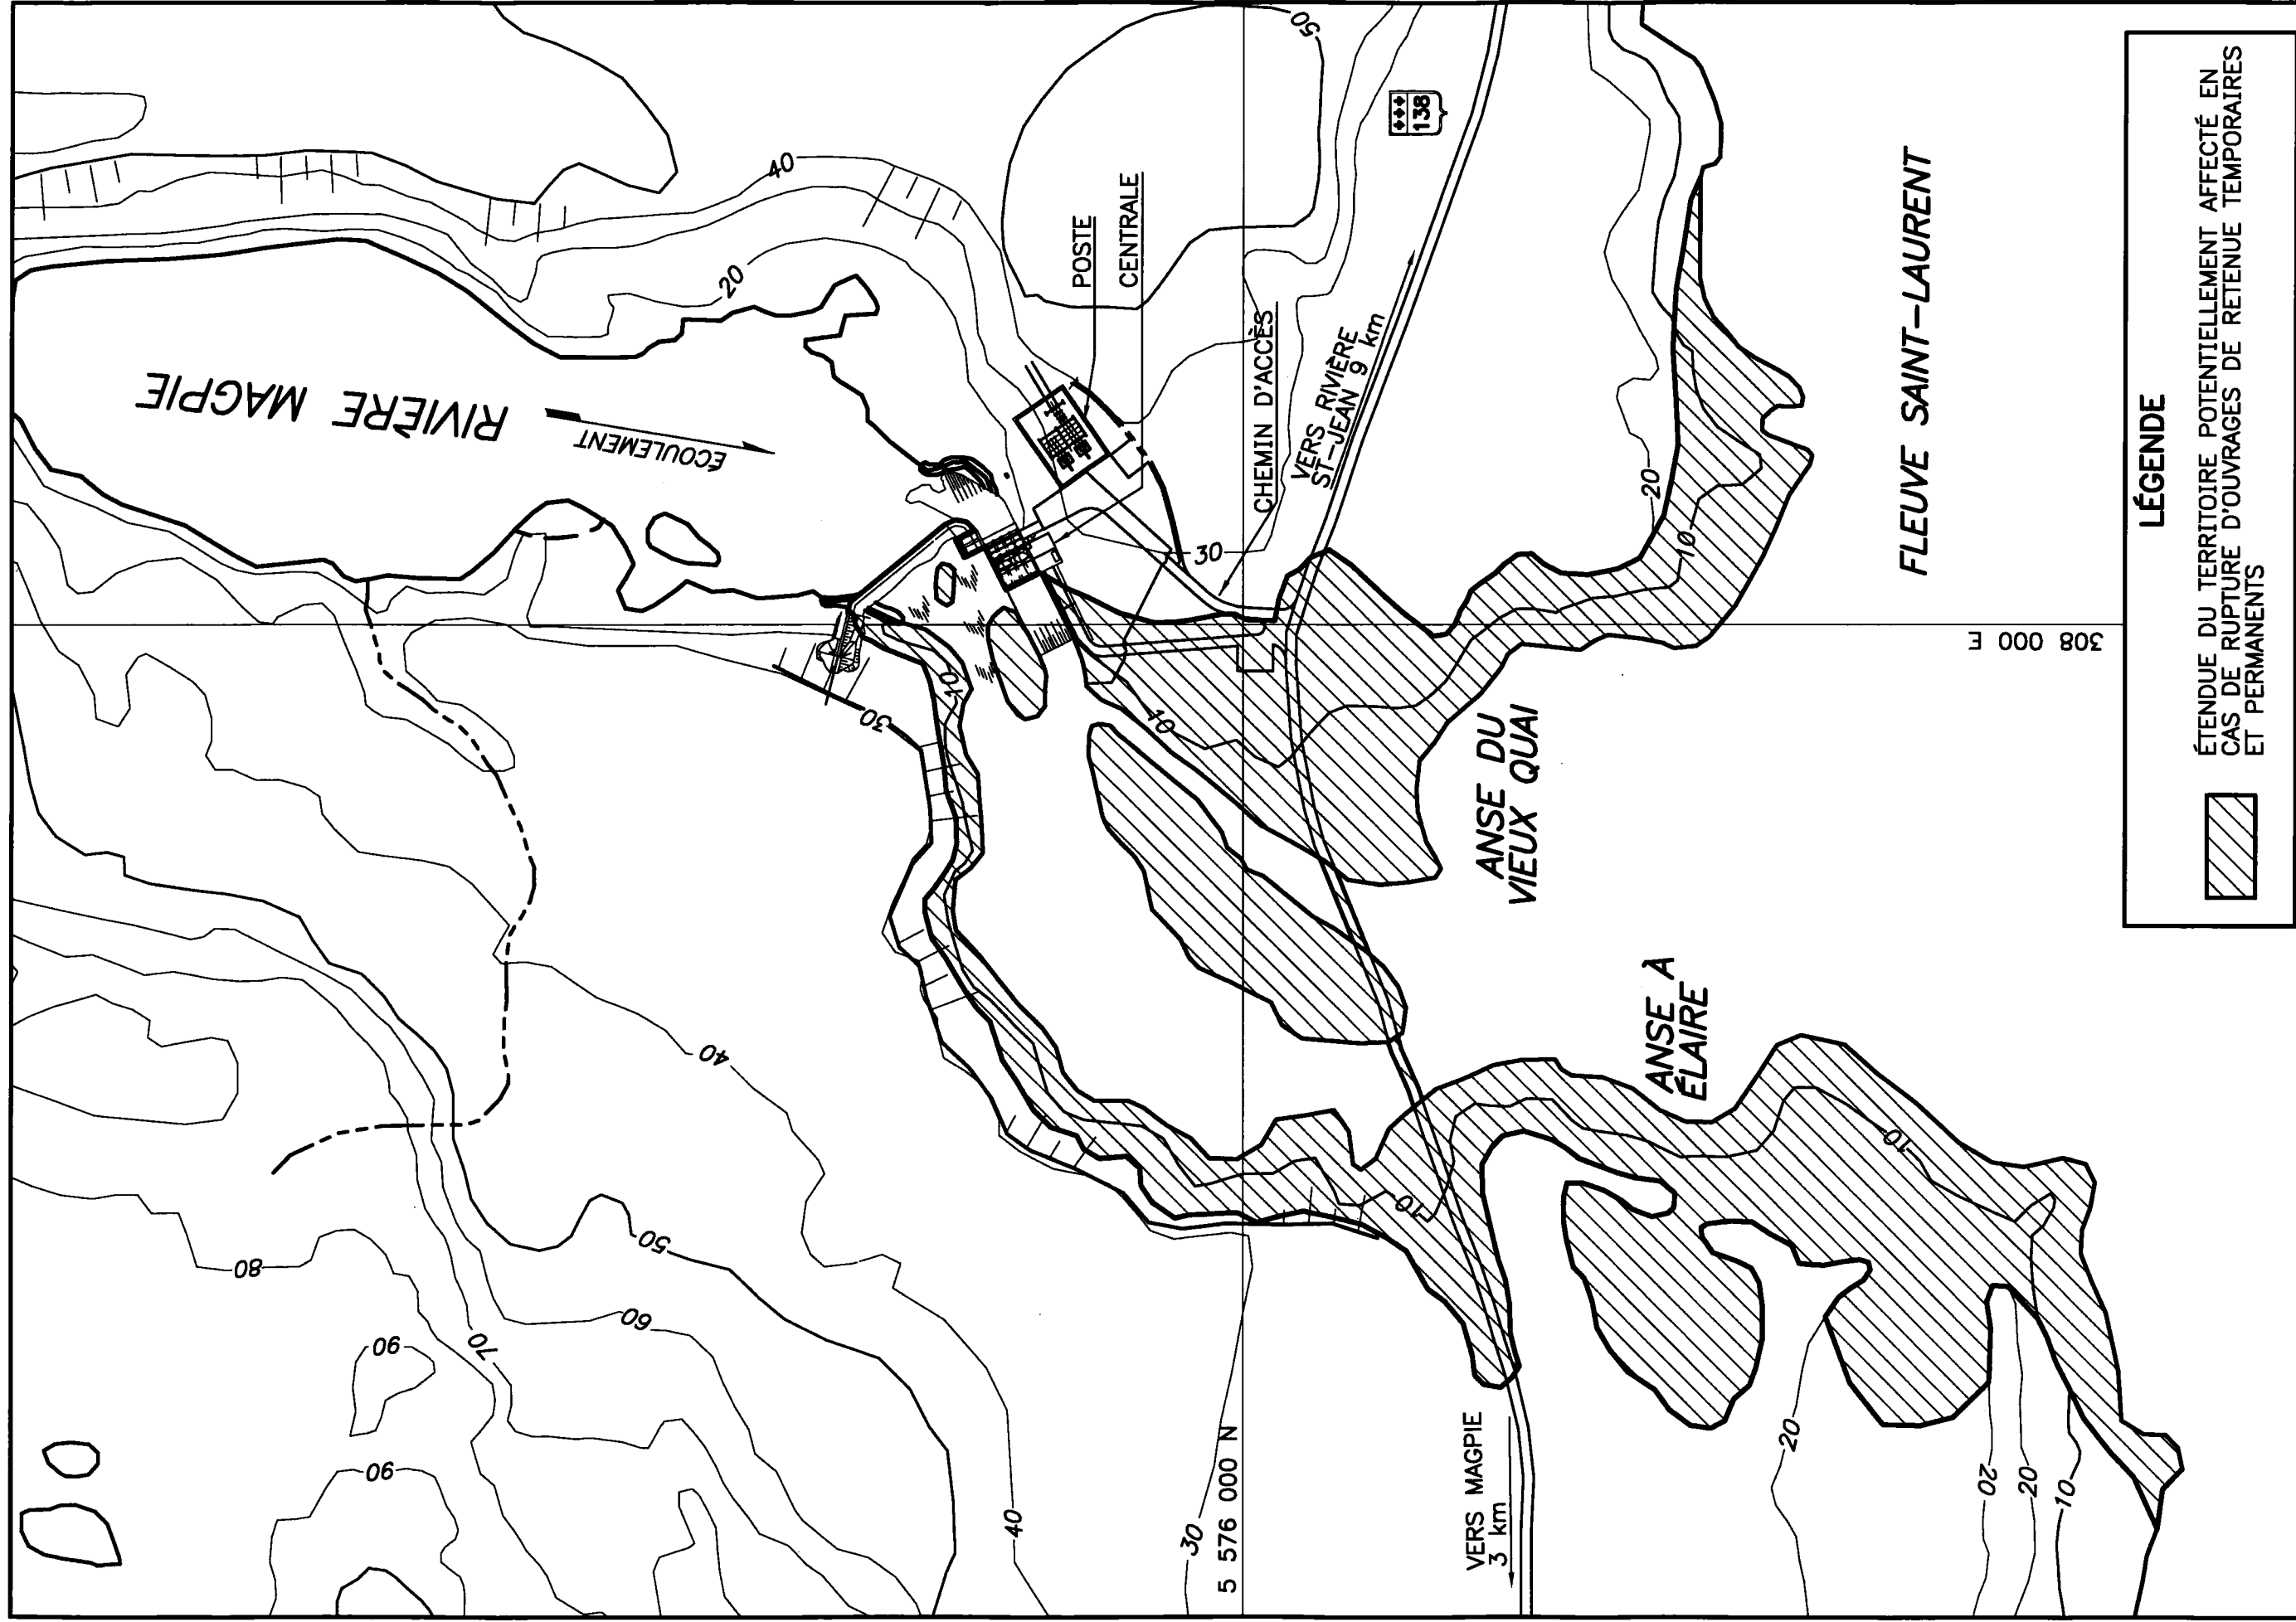 RIVIÈRE MAGPIE
ÉCOULEMENT
POSTE
CENTRALE
CHEMIN D'ACCÈS
VERS RIVIÈRE
ST-JEAN 9 km
138
FLEUVE SAINT-LAURENT
ANSE DU
VIEUX QUAI
ANSE À
ÉLAIRE
VERS MAGPIE
3 km
5 576 000 N
308 000 E
50
40
20
30
20
10
30
10
10
40
50
80
60
70
90
90
40
30
10
10
20
20
20
10
LÉGENDE
ÉTENDUE DU TERRITOIRE POTENTIELLEMENT AFFECTÉ EN
CAS DE RUPTURE D'OUVRAGES DE RETENUE TEMPORAIRES
ET PERMANENTS